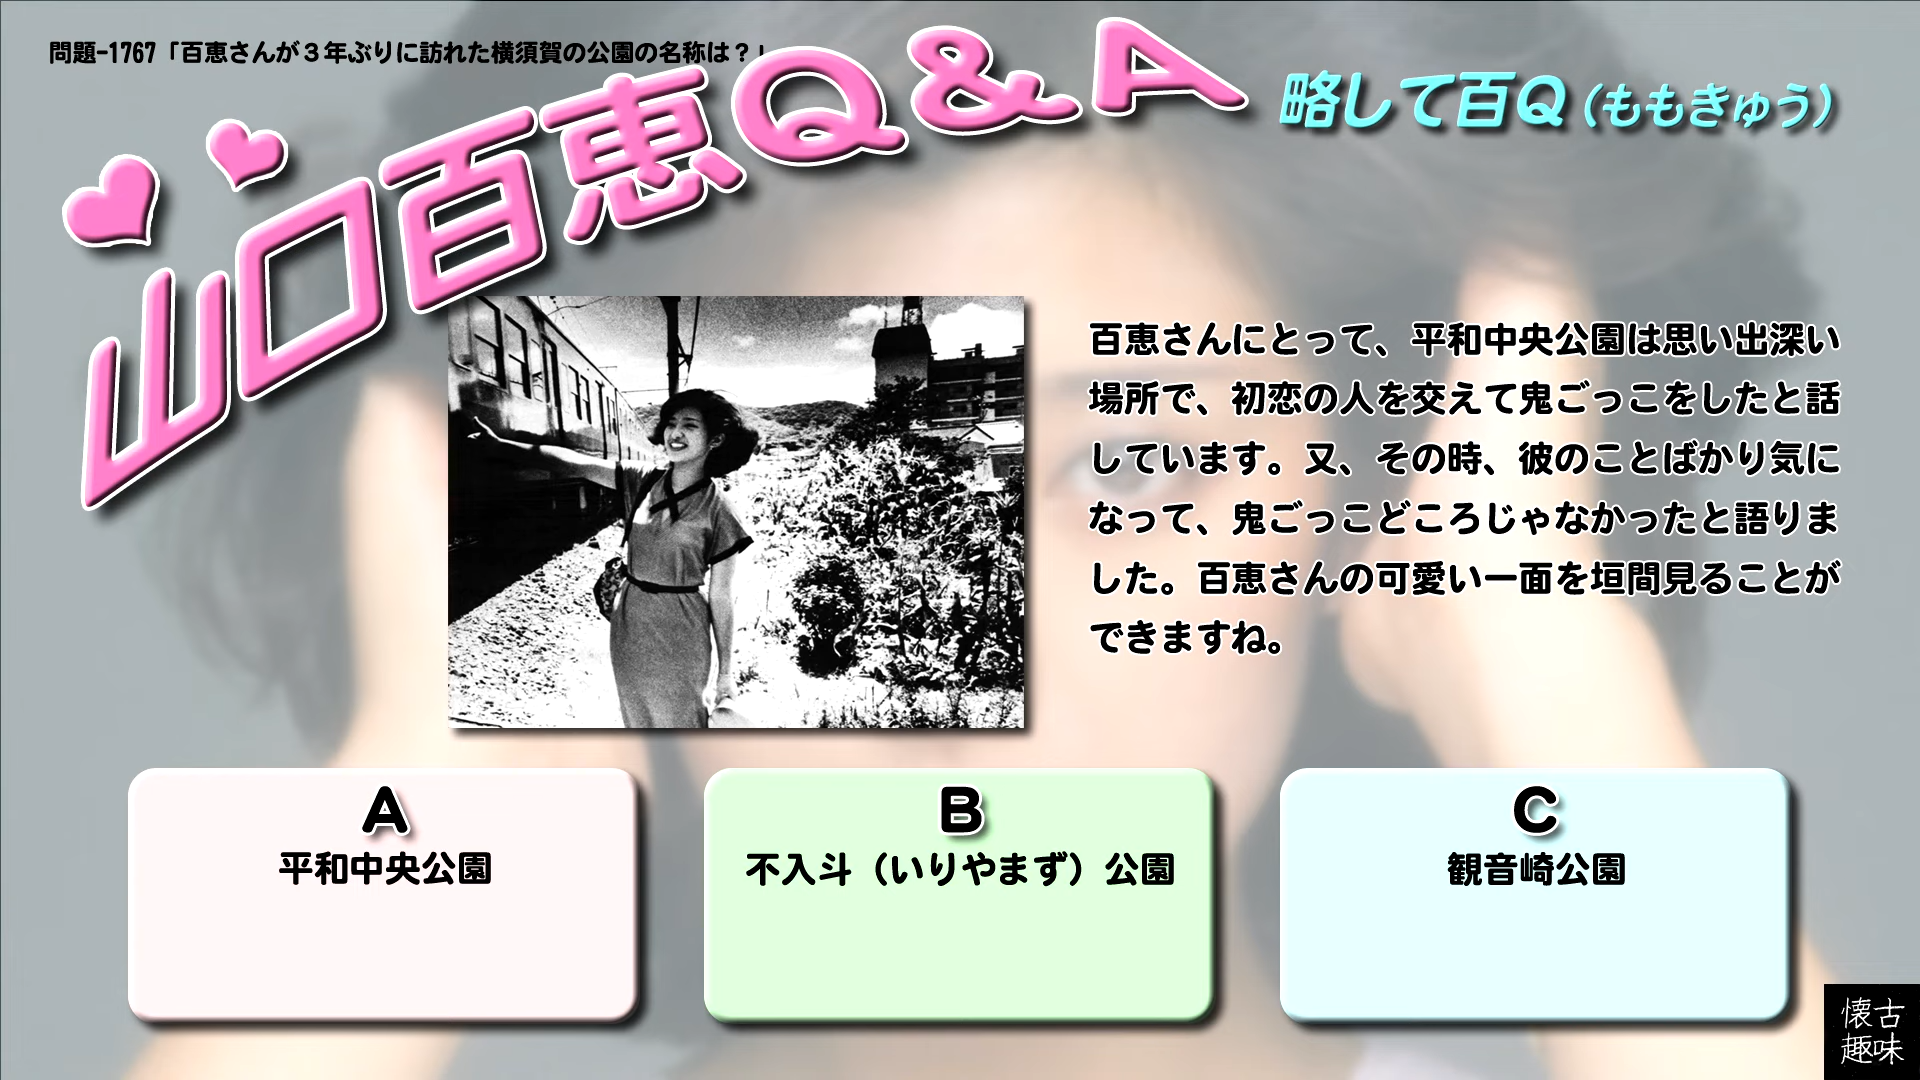 問題-1767「百恵さんが３年ぶりに訪れた横須賀の公園の名称は？」
山口百恵Q&A
略して百Q（ももきゅう）
百恵さんにとって、平和中央公園は思い出深い
場所で、初恋の人を交えて鬼ごっこをしたと話
しています。又、その時、彼のことばかり気に
なって、鬼ごっこどころじゃなかったと語りま
した。百恵さんの可愛い一面を垣間見ることが
できますね。
A
平和中央公園
B
不入斗（いりやまず）公園
C
観音崎公園
懐古
趣味